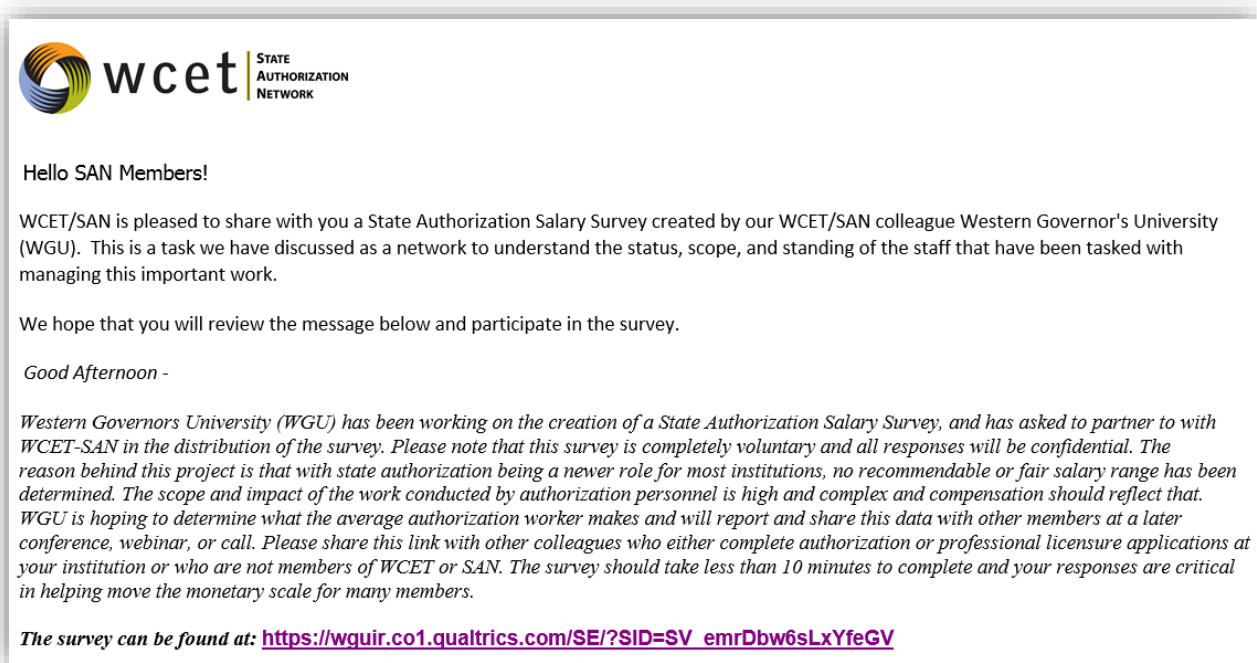 wcet STATE
AUTHORIZATION
NETWORK
Hello SAN Members!
WCET/SAN is pleased to share with you a State Authorization Salary Survey created by our WCET/SAN colleague Western Governor's University
(WGU).  This is a task we have discussed as a network to understand the status, scope, and standing of the staff that have been tasked with
managing this important work.
We hope that you will review the message below and participate in the survey.
Good Afternoon -
Western Governors University (WGU) has been working on the creation of a State Authorization Salary Survey, and has asked to partner to with
WCET-SAN in the distribution of the survey. Please note that this survey is completely voluntary and all responses will be confidential. The
reason behind this project is that with state authorization being a newer role for most institutions, no recommendable or fair salary range has been
determined. The scope and impact of the work conducted by authorization personnel is high and complex and compensation should reflect that.
WGU is hoping to determine what the average authorization worker makes and will report and share this data with other members at a later
conference, webinar, or call. Please share this link with other colleagues who either complete authorization or professional licensure applications at
your institution or who are not members of WCET or SAN. The survey should take less than 10 minutes to complete and your responses are critical
in helping move the monetary scale for many members.
The survey can be found at: https://wguir.co1.qualtrics.com/SE/?SID=SV_emrDbw6sLxYfeGV